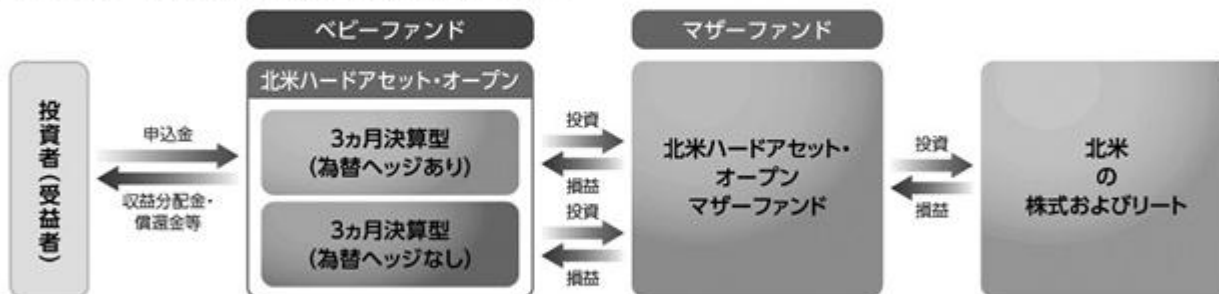 ベビーファンド
マザーファンド
投資者(受益者)
申込金
収益分配金・
償還金等
北米ハードアセット・オープン
3ヵ月決算型
(為替ヘッジあり)
3ヵ月決算型
(為替ヘッジなし)
投資
損益
投資
損益
北米ハードアセット・
オープン
マザーファンド
投資
損益
北米
の
株式およびリート